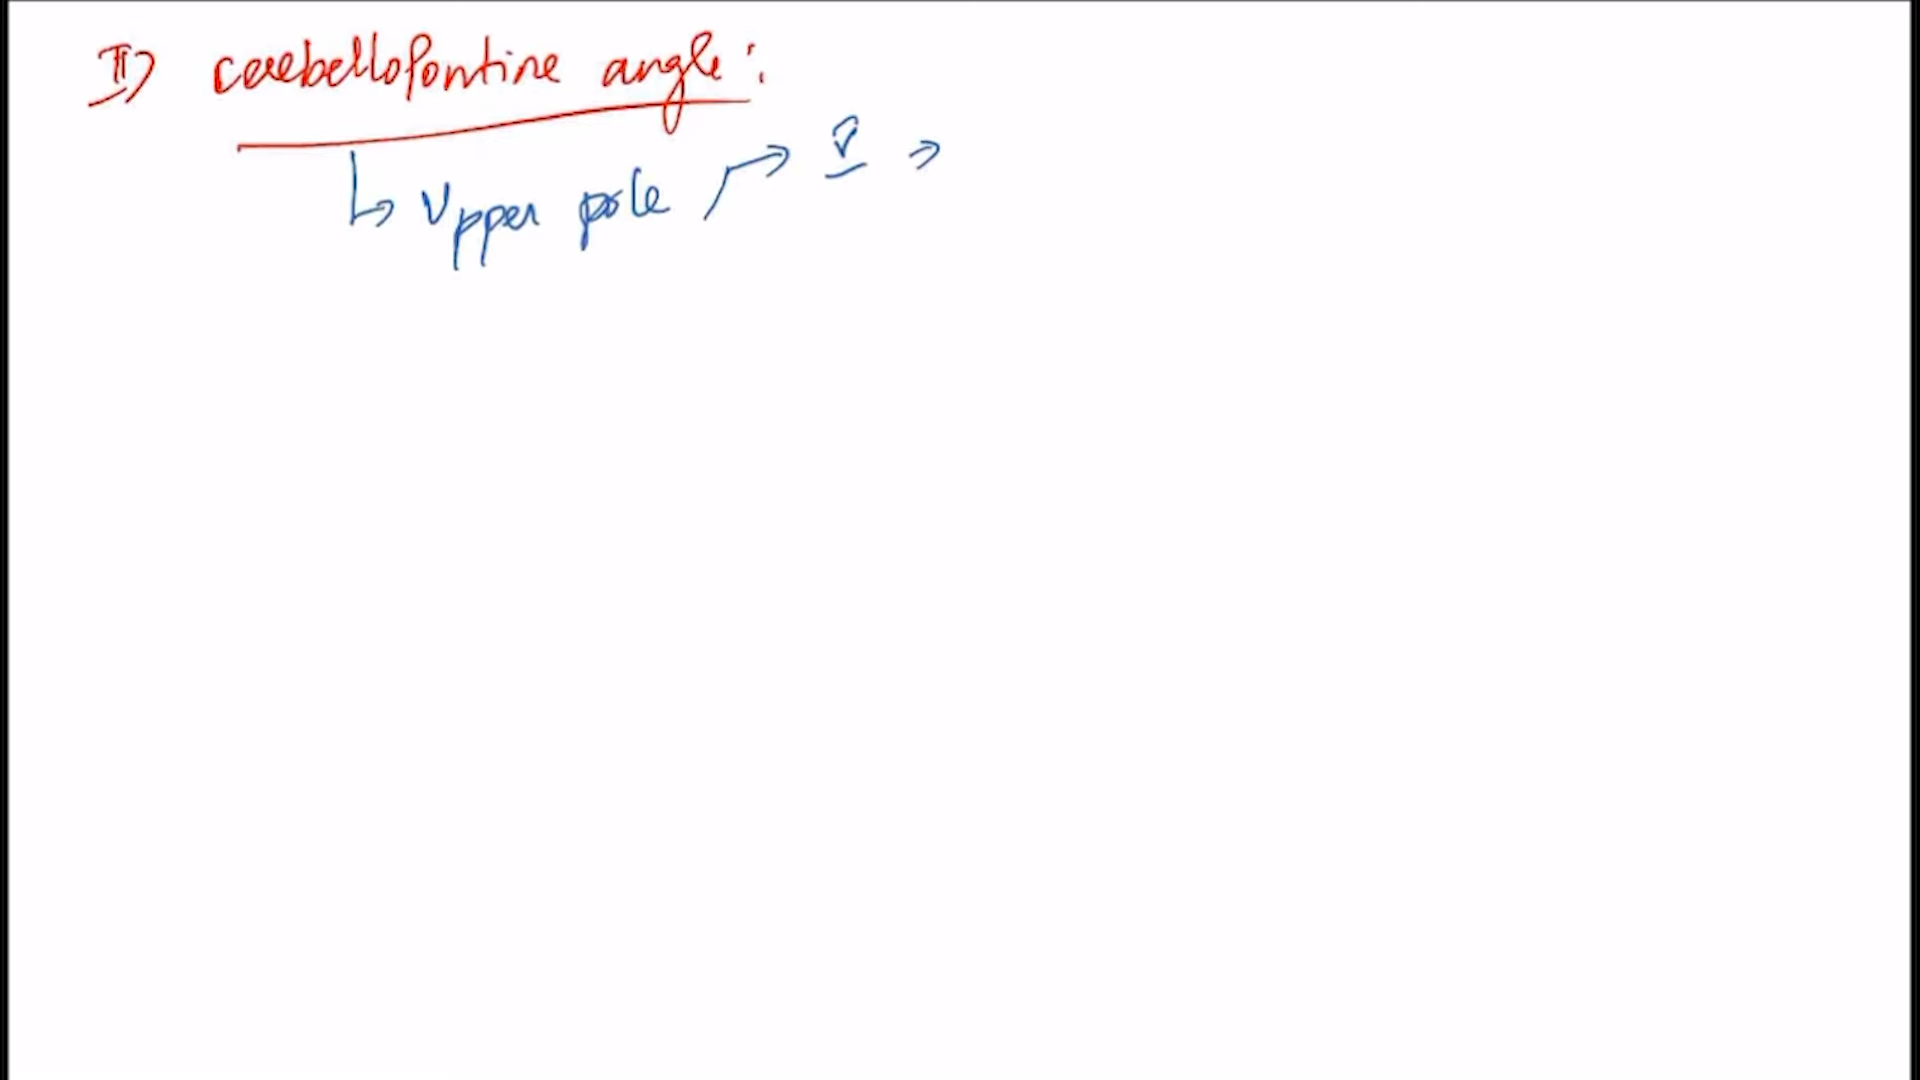 II) cerebellopontine angle:
↳ Upper pole → V →